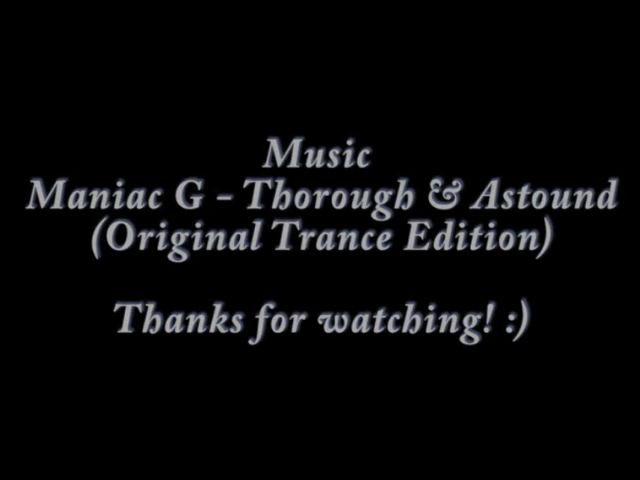 Music
Maniac G - Thorough & Astound
(Original Trance Edition)
Thanks for watching! :)